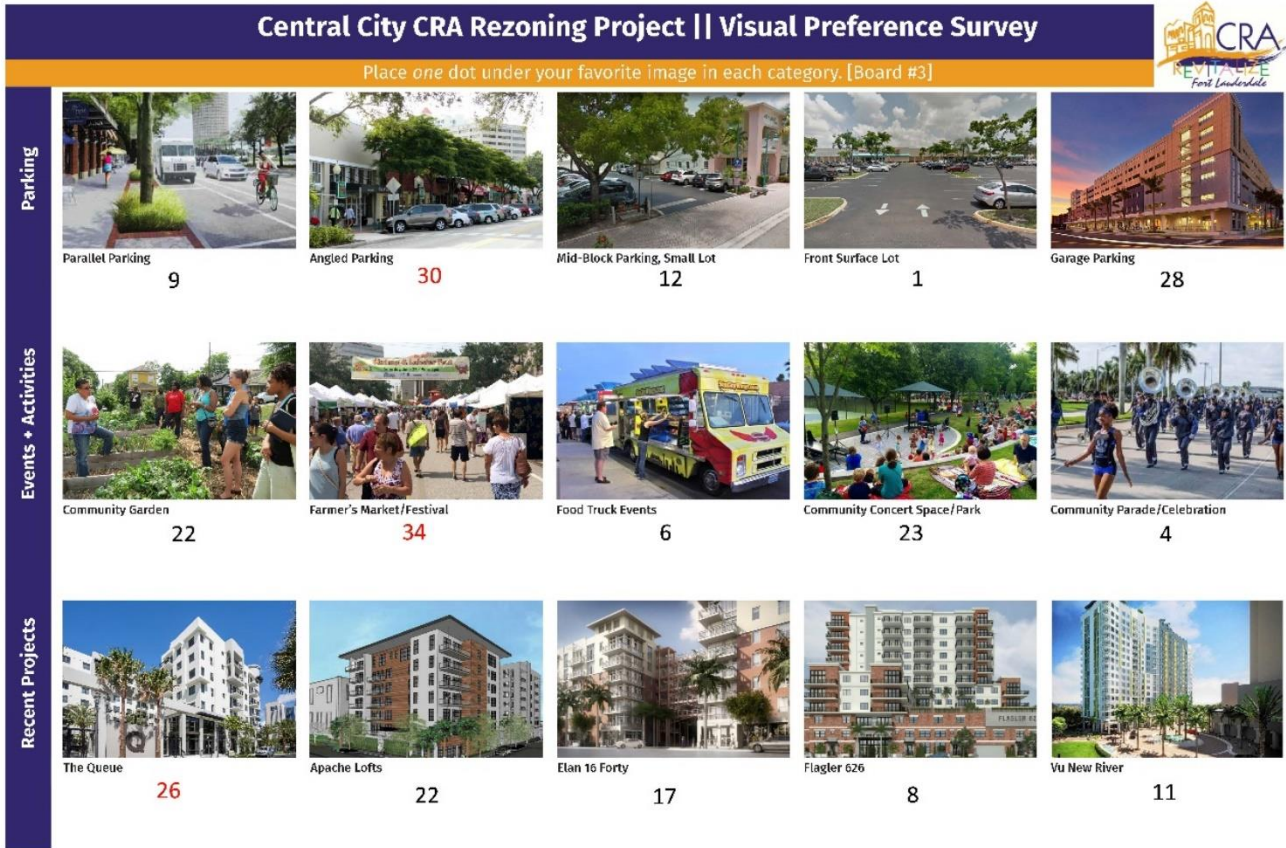 Central City CRA Rezoning Project || Visual Preference Survey
Place one dot under your favorite image in each category. [Board #3]
CRA
REVITALIZE
Fort Lauderdale
Parking
Parallel Parking
9
Angled Parking
30
Mid-Block Parking, Small Lot
12
Front Surface Lot
1
Garage Parking
28
Events + Activities
Community Garden
22
Farmer's Market/Festival
34
Food Truck Events
6
Community Concert Space/Park
23
Community Parade/Celebration
4
Recent Projects
Q
The Queue
26
Apache Lofts
22
Elan 16 Forty
17
Flagler 626
8
Vu New River
11